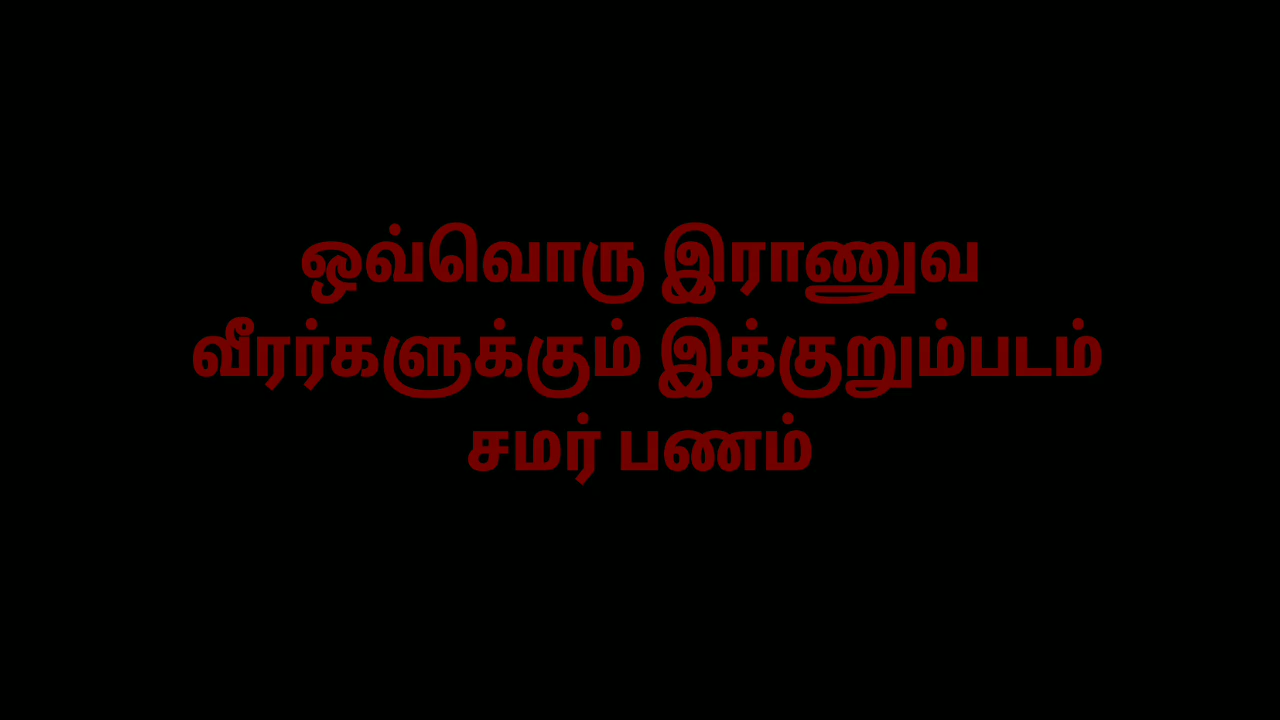 ஒவ்வொரு இராணுவ
வீரர்களுக்கும் இக்குறும்படம்
சமர் பணம்